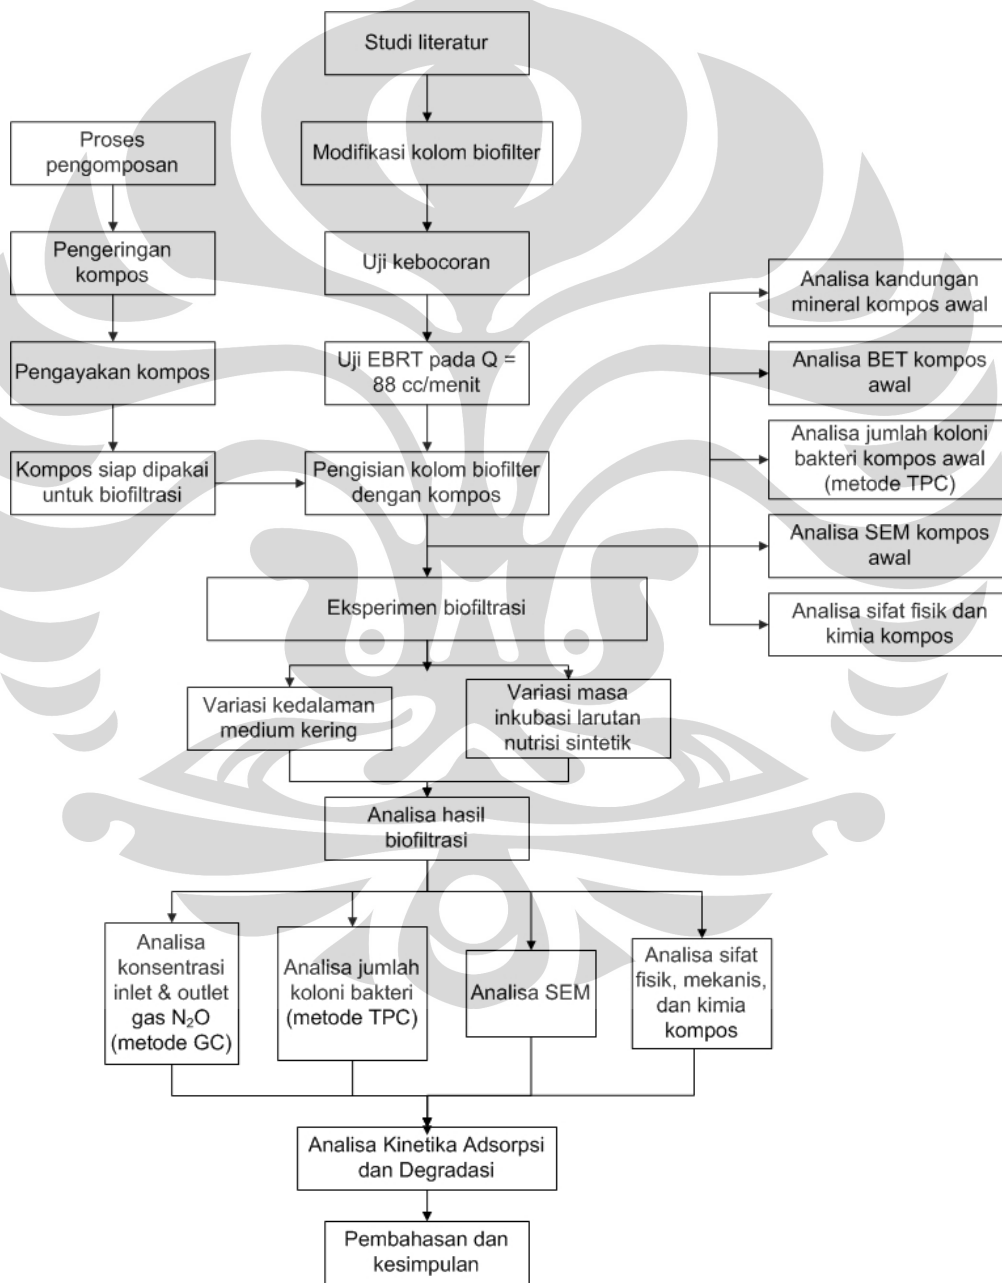 Studi literatur
Proses
pengomposan
Modifikasi kolom biofilter
Pengeringan
kompos
Uji kebocoran
Analisa kandungan
mineral kompos awal
Pengayakan kompos
Uji EBRT pada Q =
88 cc/menit
Analisa BET kompos
awal
Analisa jumlah koloni
bakteri kompos awal
(metode TPC)
Kompos siap dipakai
untuk biofiltrasi
Pengisian kolom biofilter
dengan kompos
Analisa SEM kompos
awal
Eksperimen biofiltrasi
Analisa sifat fisik dan
kimia kompos
Variasi kedalaman
medium kering
Variasi masa
inkubasi larutan
nutrisi sintetik
Analisa hasil
biofiltrasi
Analisa
konsentrasi
inlet & outlet
gas N₂O
(metode GC)
Analisa jumlah
koloni bakteri
(metode TPC)
Analisa SEM
Analisa sifat
fisik, mekanis,
dan kimia
kompos
Analisa Kinetika Adsorpsi
dan Degradasi
Pembahasan dan
kesimpulan